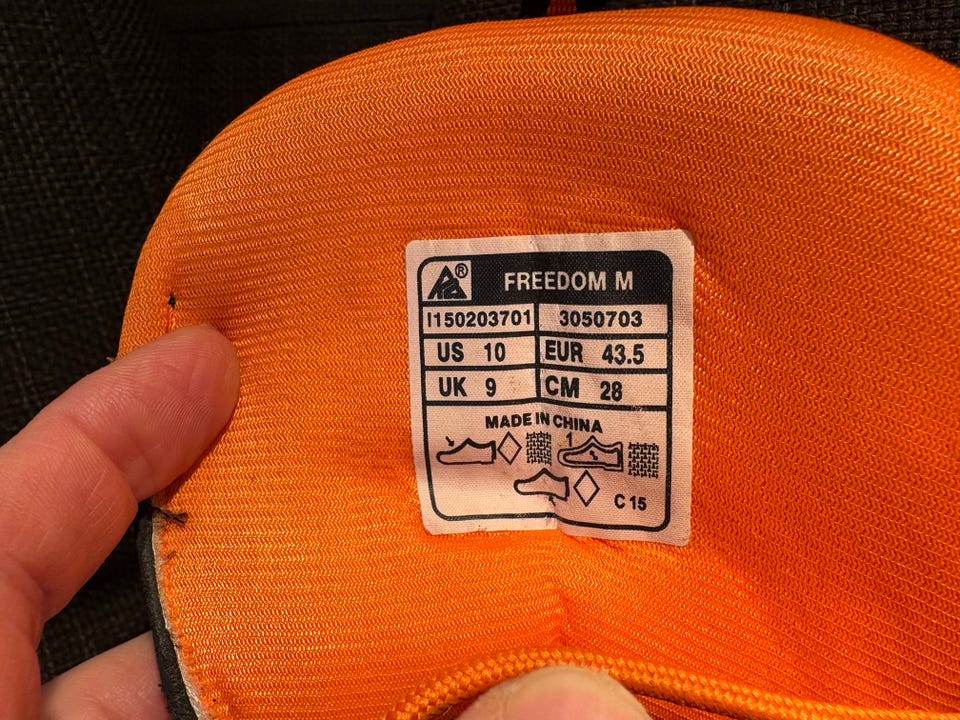 ® FREEDOM M
I150203701 3050703
US 10 EUR 43.5
UK 9 CM 28
MADE IN CHINA
1
C 15